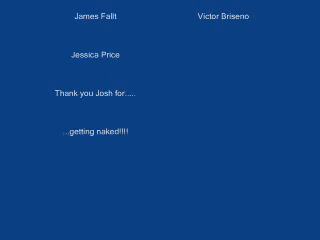 James Fallt
Victor Briseno
Jessica Price
Thank you Josh for.....
...getting naked!!!!